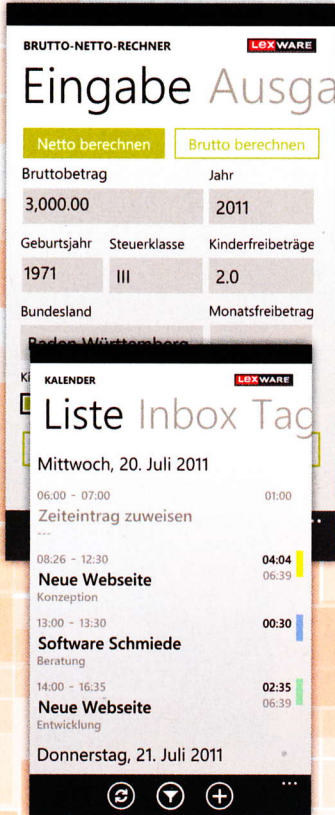 BRUTTO-NETTO-RECHNER LEXWARE
Eingabe Ausga
Netto berechnen Brutto berechnen
Bruttobetrag Jahr
3,000.00 2011
Geburtsjahr Steuerklasse Kinderfreibeträge
1971 III 2.0
Bundesland Monatsfreibetrag
Baden-Württemberg
Ki
KALENDER LEXWARE
Liste Inbox Tag
Mittwoch, 20. Juli 2011
06:00 - 07:00 01:00
Zeiteintrag zuweisen
---
08:26 - 12:30 04:04
Neue Webseite 06:39
Konzeption
13:00 - 13:30 00:30
Software Schmiede
Beratung
14:00 - 16:35 02:35
Neue Webseite 06:39
Entwicklung
Donnerstag, 21. Juli 2011